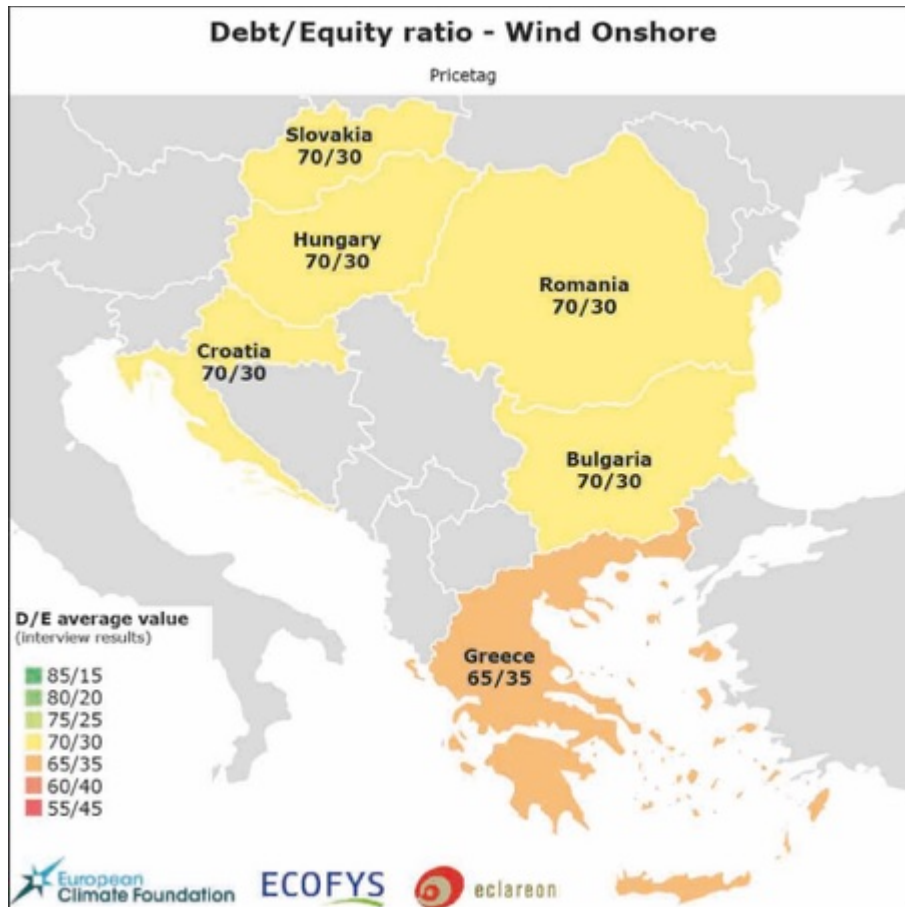 Debt/Equity ratio - Wind Onshore
Pricetag
Slovakia
70/30
Hungary
70/30
Romania
70/30
Croatia
70/30
Bulgaria
70/30
Greece
65/35
D/E average value
(interview results)
85/15
80/20
75/25
70/30
65/35
60/40
55/45
European
Climate Foundation
ECOFYS
eclareon